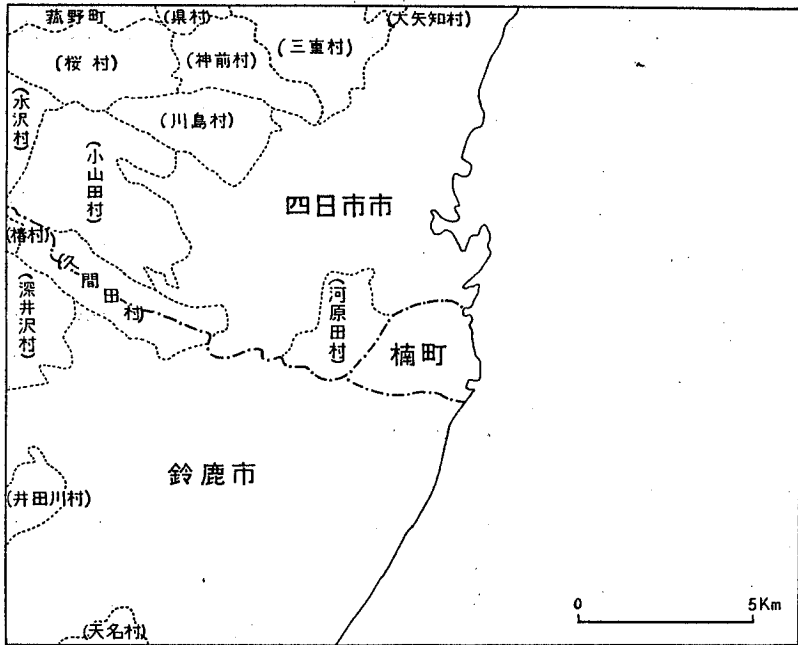 菰野町
(県村)
(大矢知村)
(桜村)
(神前村)
(三重村)
(水沢村)
(川島村)
(小山田村)
四日市市
(椿村)
(久間田村)
(深井沢村)
(河原田村)
楠町
鈴鹿市
(井田川村)
(天名村)
0 5Km